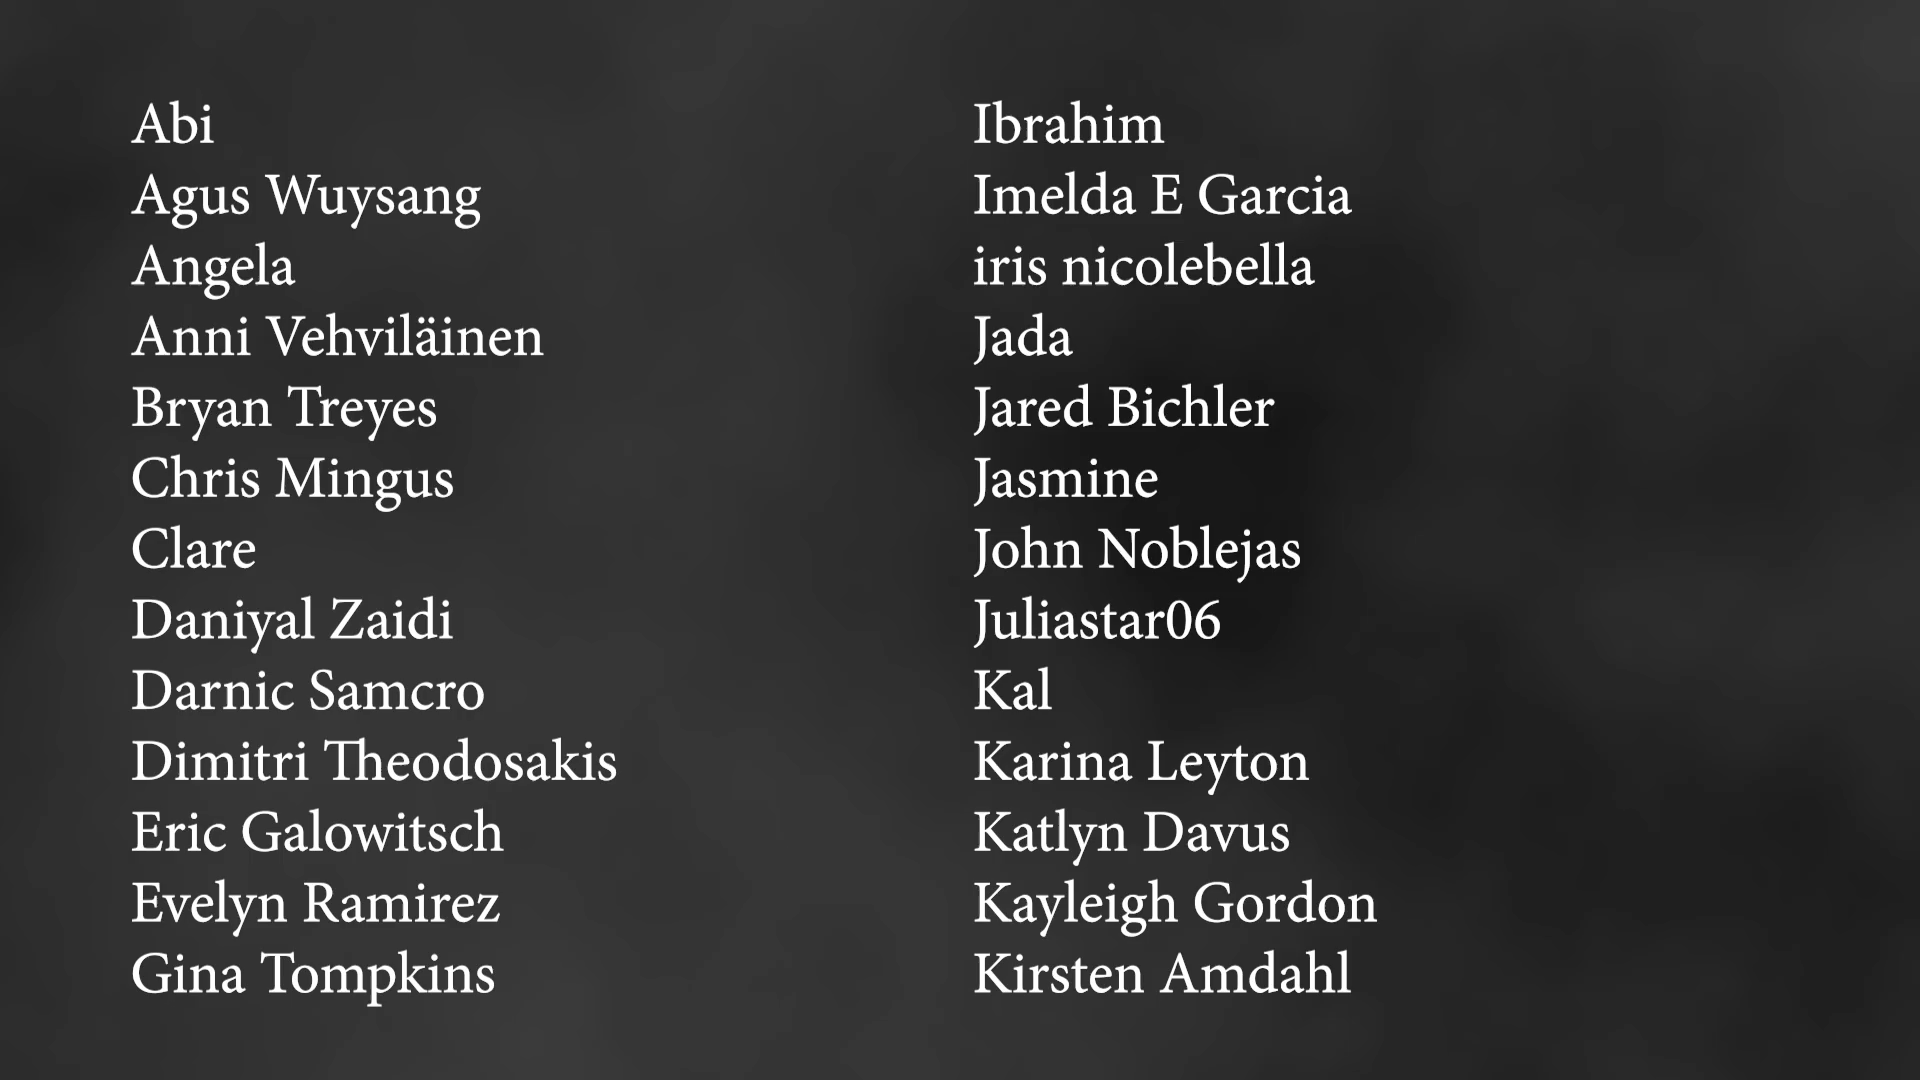 Abi
Agus Wuysang
Angela
Anni Vehviläinen
Bryan Treyes
Chris Mingus
Clare
Daniyal Zaidi
Darnic Samcro
Dimitri Theodosakis
Eric Galowitsch
Evelyn Ramirez
Gina Tompkins
Ibrahim
Imelda E Garcia
iris nicolebella
Jada
Jared Bichler
Jasmine
John Noblejas
Juliastar06
Kal
Karina Leyton
Katlyn Davus
Kayleigh Gordon
Kirsten Amdahl